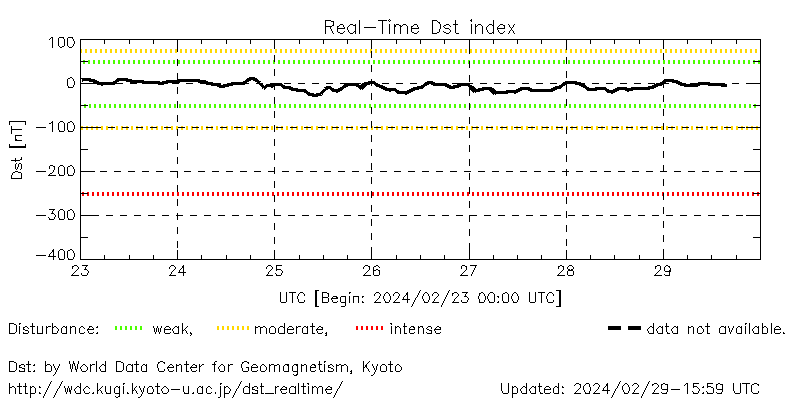 Real-Time Dst index
100
0
-100
-200
-300
-400
Dst [nT]
23 24 25 26 27 28 29
UTC [Begin: 2024/02/23 00:00 UTC]
Disturbance: weak, moderate, intense data not available.
Dst: by World Data Center for Geomagnetism, Kyoto
http://wdc.kugi.kyoto-u.ac.jp/dst_realtime/ Updated: 2024/02/29-15:59 UTC